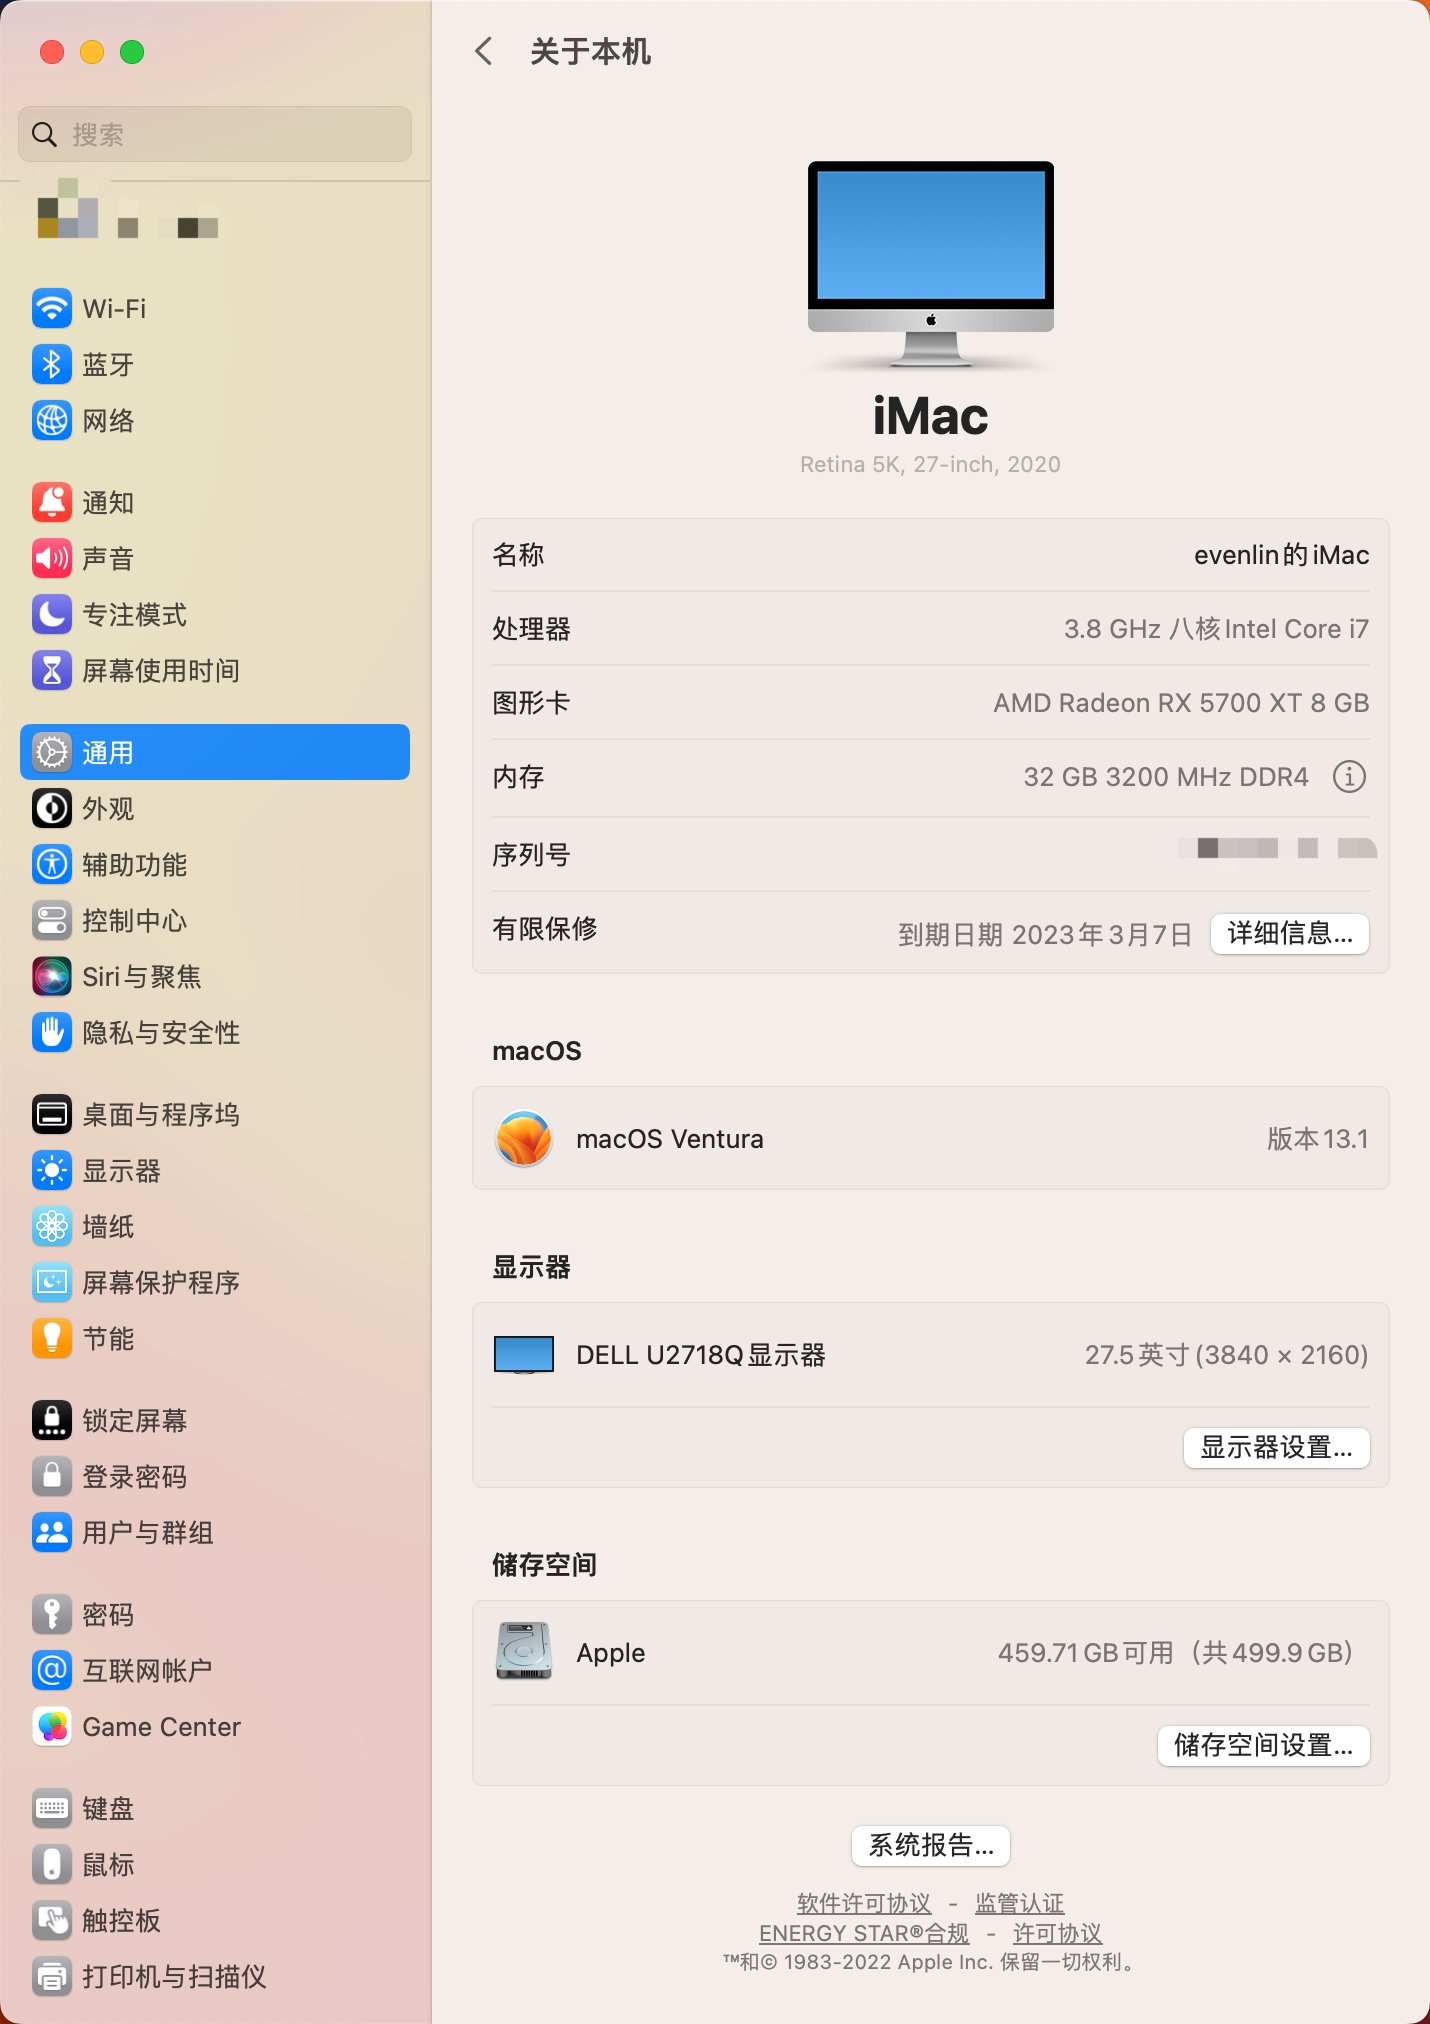 搜索
Wi-Fi
蓝牙
网络
通知
声音
专注模式
屏幕使用时间
通用
外观
辅助功能
控制中心
Siri与聚焦
隐私与安全性
桌面与程序坞
显示器
墙纸
屏幕保护程序
节能
锁定屏幕
登录密码
用户与群组
密码
互联网帐户
Game Center
键盘
鼠标
触控板
打印机与扫描仪
关于本机
iMac
Retina 5K, 27-inch, 2020
名称 evenlin的iMac
处理器 3.8 GHz 八核Intel Core i7
图形卡 AMD Radeon RX 5700 XT 8 GB
内存 32 GB 3200 MHz DDR4
序列号
有限保修 到期日期 2023年3月7日 详细信息...
macOS
macOS Ventura 版本13.1
显示器
DELL U2718Q显示器 27.5英寸(3840 × 2160)
显示器设置...
储存空间
Apple 459.71 GB可用（共499.9 GB）
储存空间设置...
系统报告...
软件许可协议 - 监管认证
ENERGY STAR®合规 - 许可协议
™和© 1983-2022 Apple Inc. 保留一切权利。